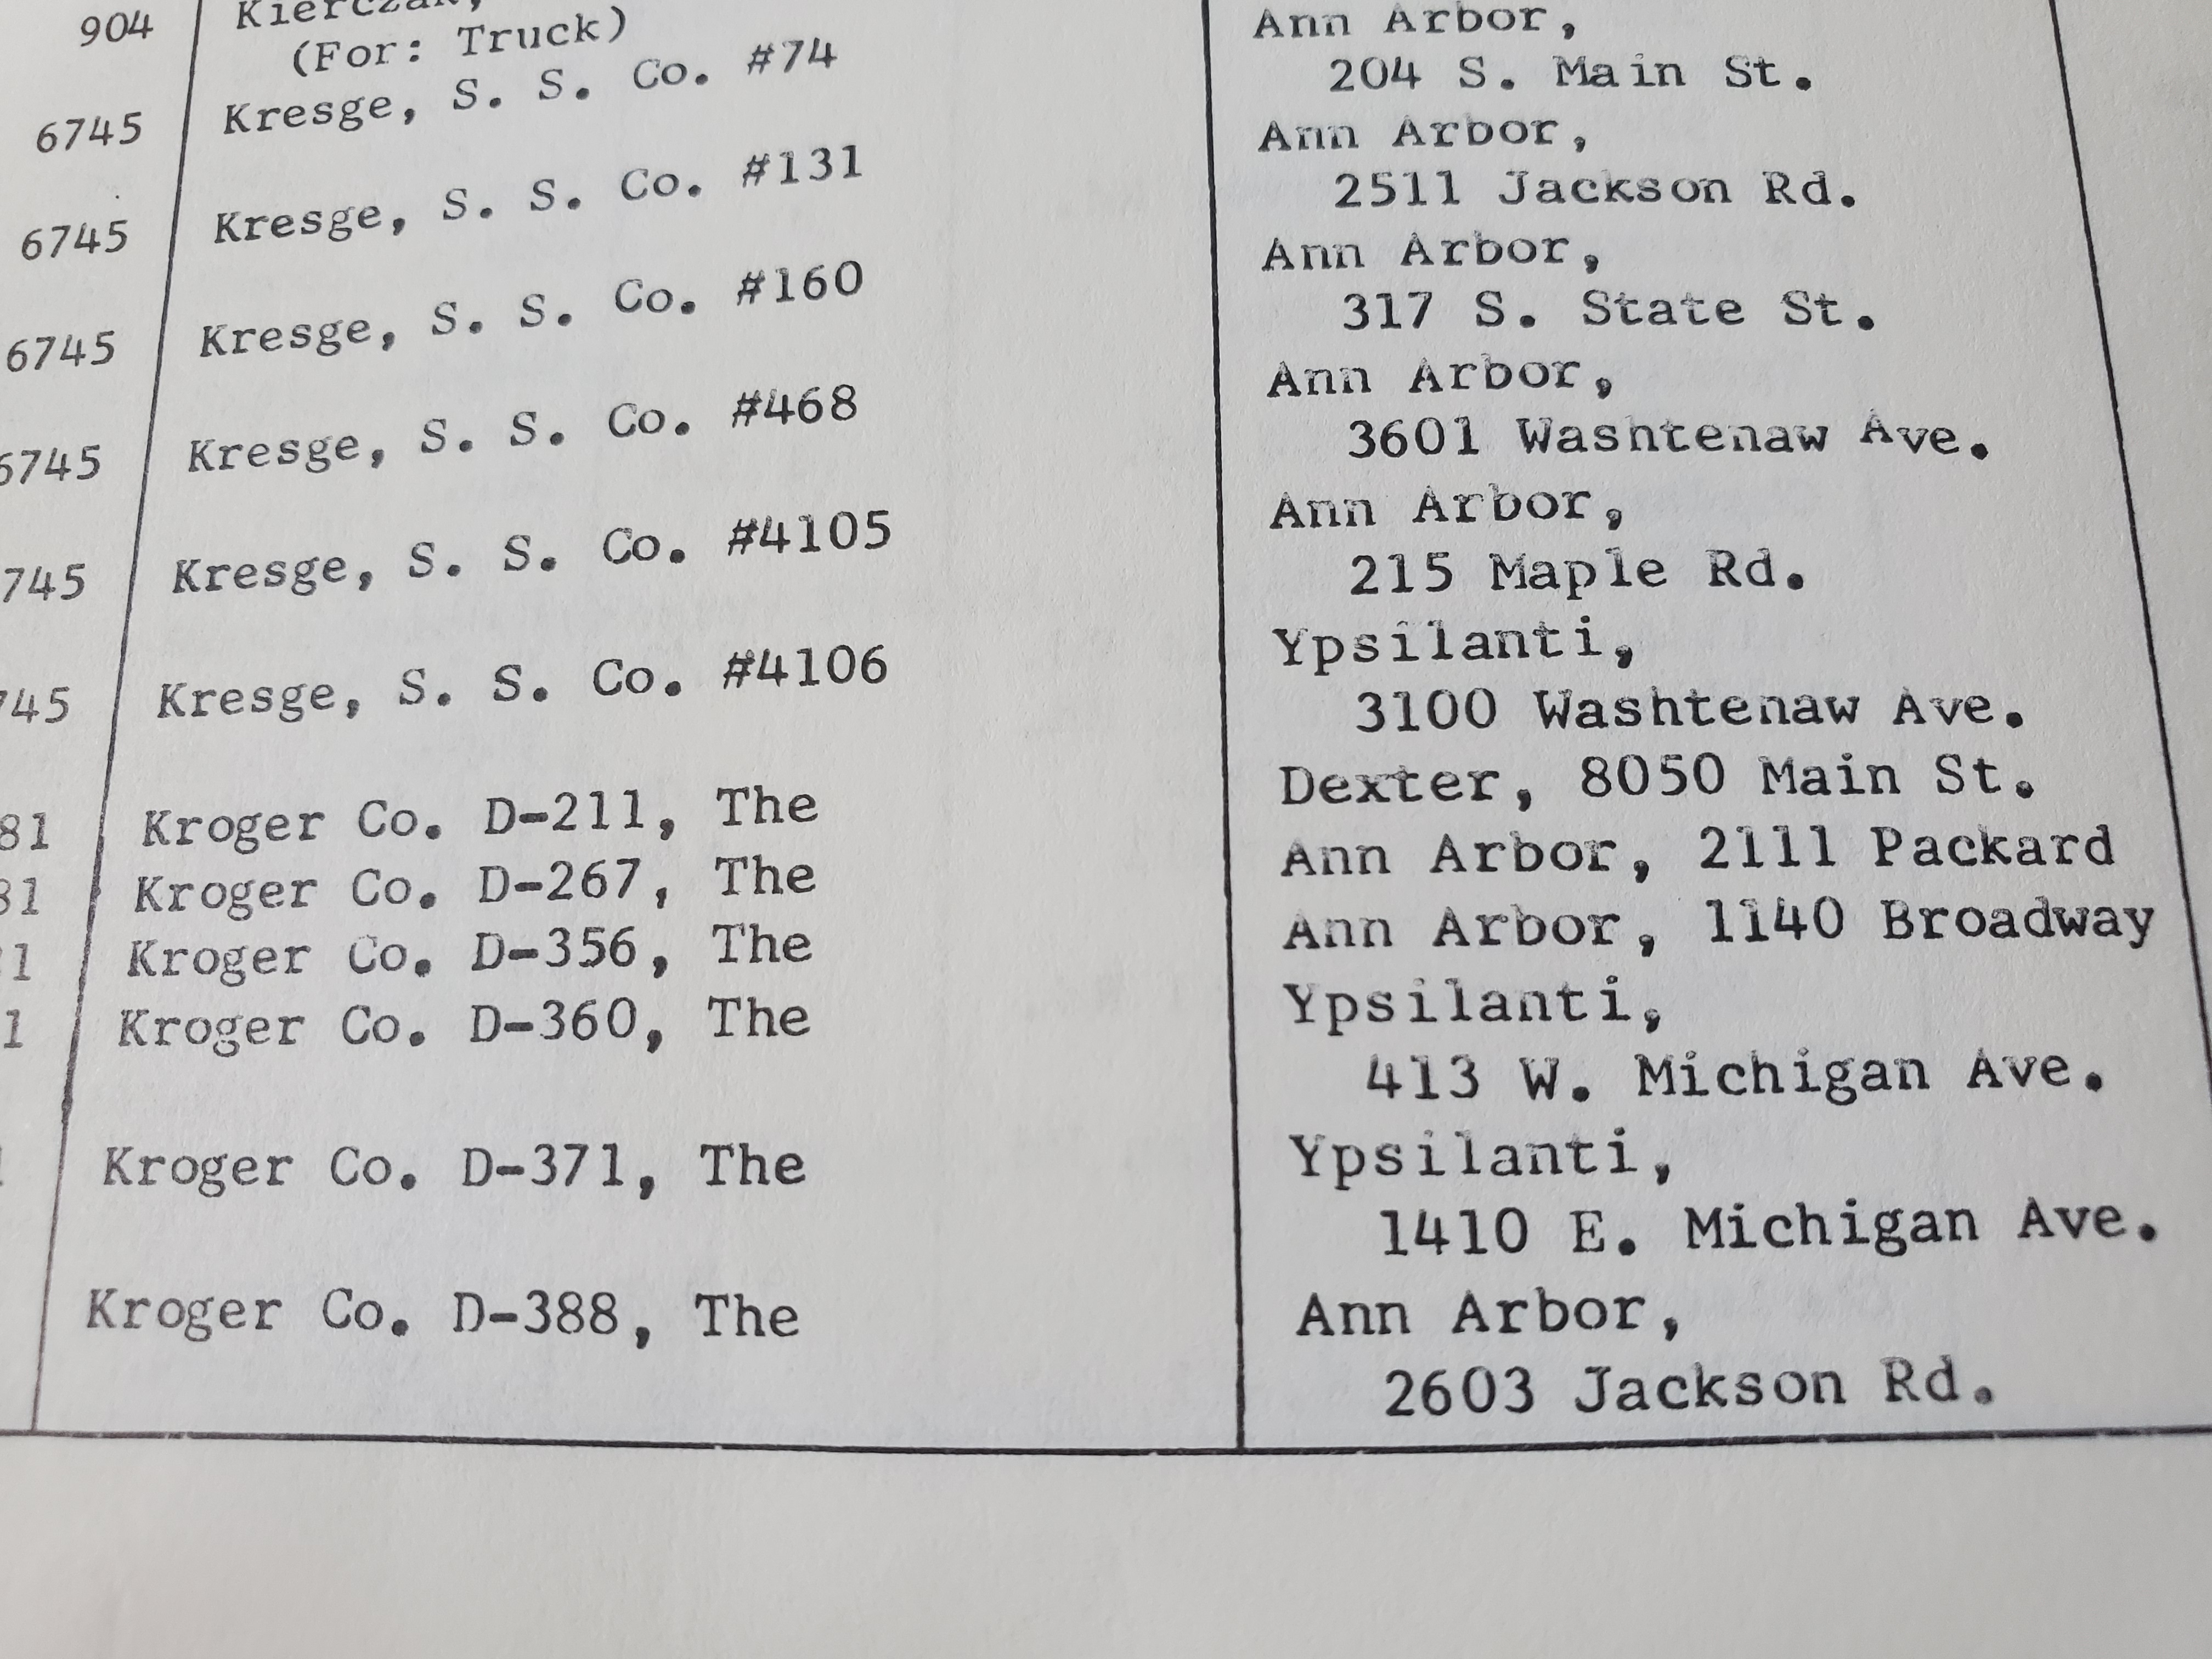 904 (For: Truck) Ann Arbor,
6745 Kresge, S. S. Co. #74 204 S. Main St.
Ann Arbor,
6745 Kresge, S. S. Co. #131 2511 Jackson Rd.
Ann Arbor,
6745 Kresge, S. S. Co. #160 317 S. State St.
Ann Arbor,
6745 Kresge, S. S. Co. #468 3601 Washtenaw Ave.
Ann Arbor,
745 Kresge, S. S. Co. #4105 215 Maple Rd.
Ypsilanti,
745 Kresge, S. S. Co. #4106 3100 Washtenaw Ave.
81 Kroger Co. D-211, The Dexter, 8050 Main St.
81 Kroger Co. D-267, The Ann Arbor, 2111 Packard
1 Kroger Co. D-356, The Ann Arbor, 1140 Broadway
1 Kroger Co. D-360, The Ypsilanti,
413 W. Michigan Ave.
Kroger Co. D-371, The Ypsilanti,
1410 E. Michigan Ave.
Kroger Co. D-388, The Ann Arbor,
2603 Jackson Rd.